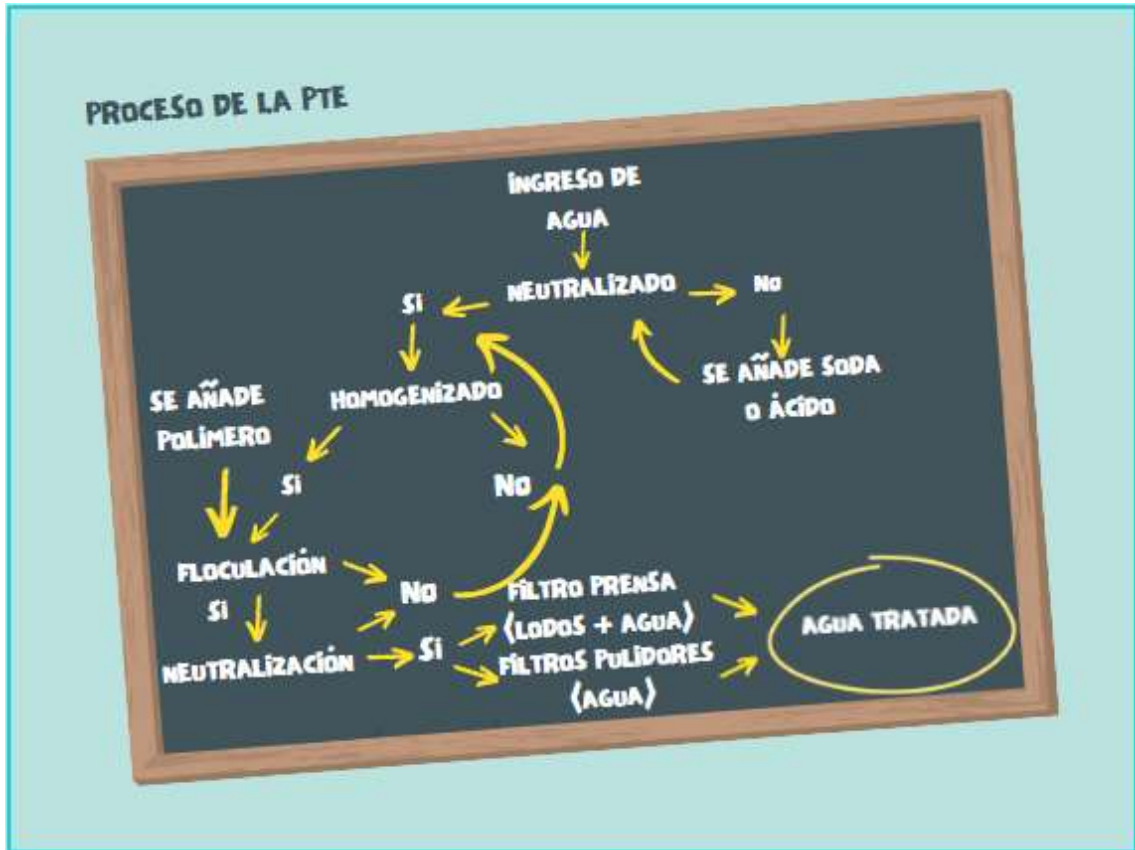 PROCESO DE LA PTE
INGRESO DE
AGUA
NEUTRALIZADO
Si
No
SE AÑADE SODA
O ÁCIDO
HOMOGENIZADO
SE AÑADE
POLÍMERO
Si
No
FLOCULACIÓN
Si
No
NEUTRALIZACIÓN
Si
FILTRO PRENSA
(LODOS + AGUA)
FILTROS PULIDORES
(AGUA)
AGUA TRATADA